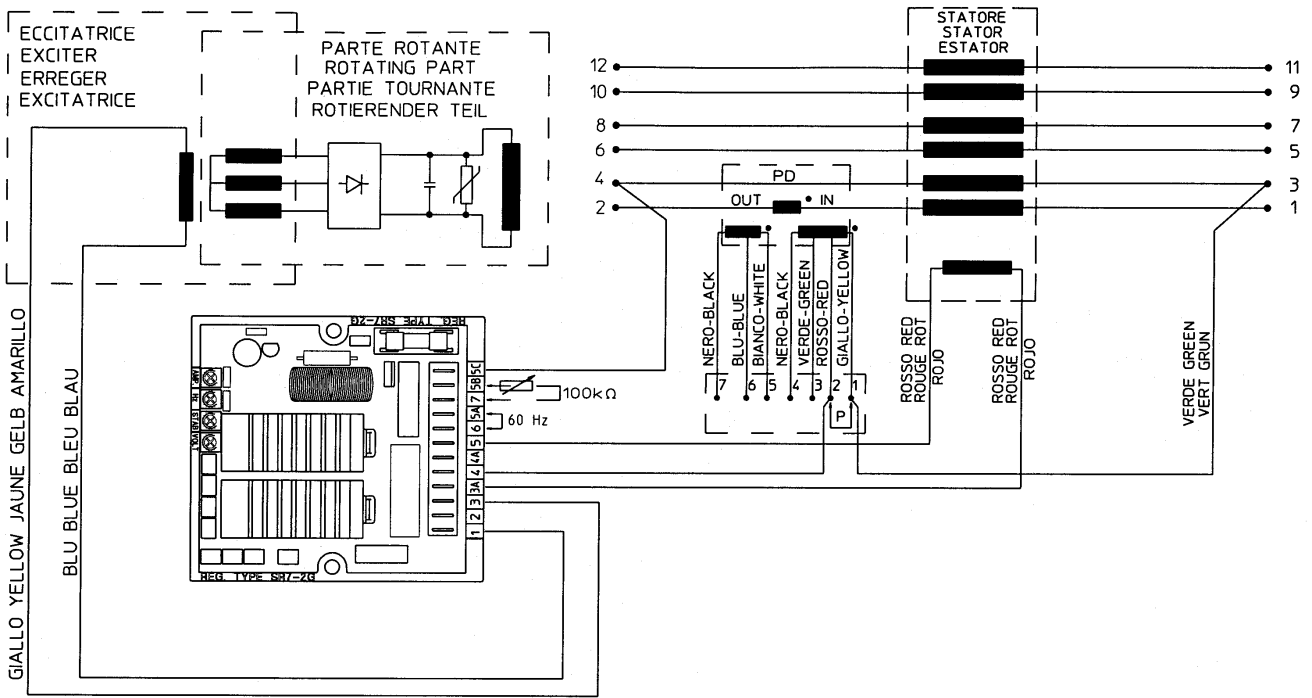 ECCITATRICE
EXCITER
ERREGER
EXCITATRICE
PARTE ROTANTE
ROTATING PART
PARTIE TOURNANTE
ROTIERENDER TEIL
STATORE
STATOR
ESTATOR
12
11
10
9
8
7
6
5
4
3
2
1
PD
OUT
IN
NERO-BLACK
BLU-BLUE
BIANCO-WHITE
NERO-BLACK
VERDE-GREEN
ROSSO-RED
GIALLO-YELLOW
7
6
5
4
3
2
1
P
ROSSO RED
ROUGE ROT
ROJO
ROSSO RED
ROUGE ROT
ROJO
VERDE GREEN
VERT GRUN
GIALLO YELLOW JAUNE GELB AMARILLO
BLU BLUE BLEU BLAU
REG. TYPE SR7-2G
AMP.
Hz
STAB
VOLT
5C
5B
7
5A
6
5
4A
4
3A
3
2
1
100kΩ
60 Hz
REG. TYPE SR7-2G